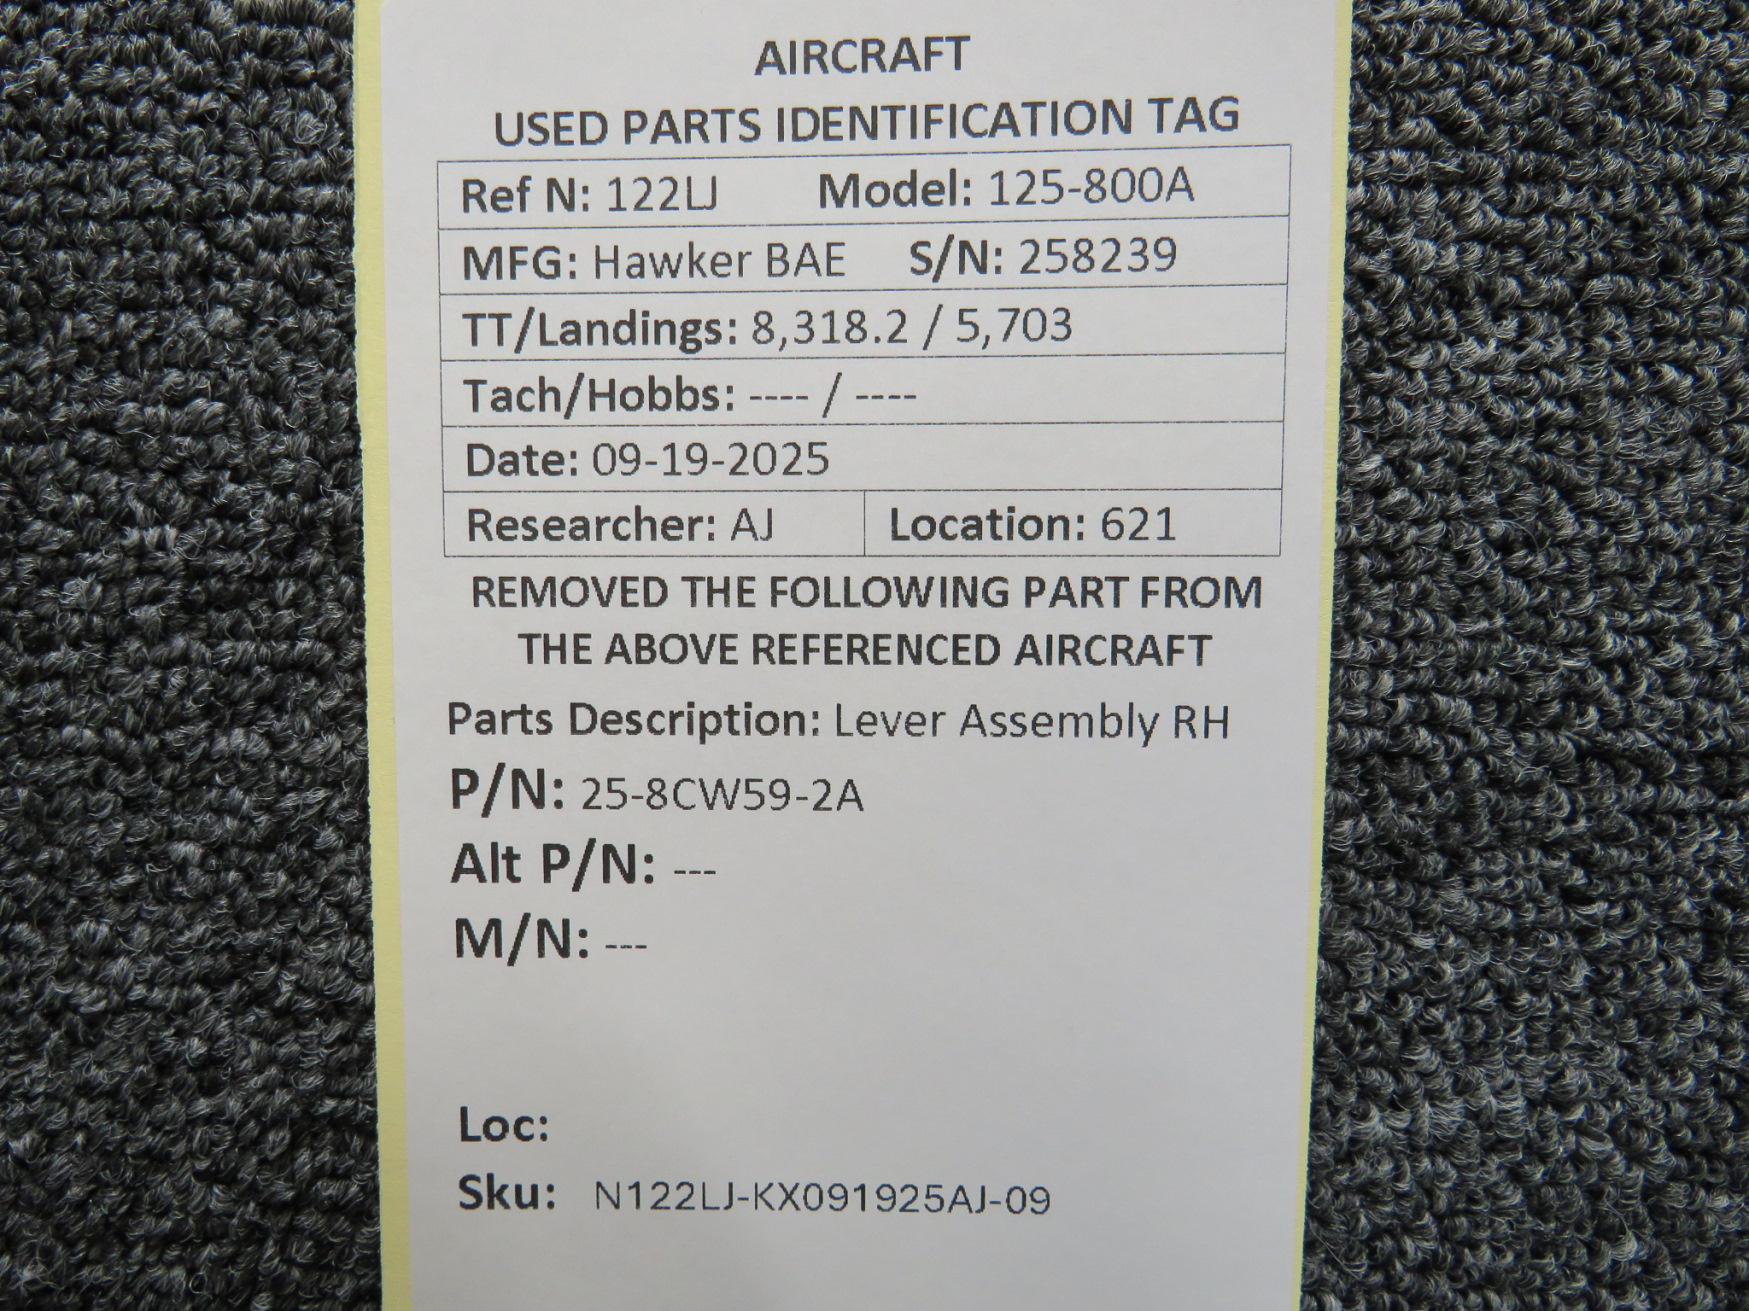 AIRCRAFT
USED PARTS IDENTIFICATION TAG
Ref N: 122LJ Model: 125-800A
MFG: Hawker BAE S/N: 258239
TT/Landings: 8,318.2 / 5,703
Tach/Hobbs: ---- / ----
Date: 09-19-2025
Researcher: AJ Location: 621
REMOVED THE FOLLOWING PART FROM
THE ABOVE REFERENCED AIRCRAFT
Parts Description: Lever Assembly RH
P/N: 25-8CW59-2A
Alt P/N: ---
M/N: ---
Loc:
Sku: N122LJ-KX091925AJ-09